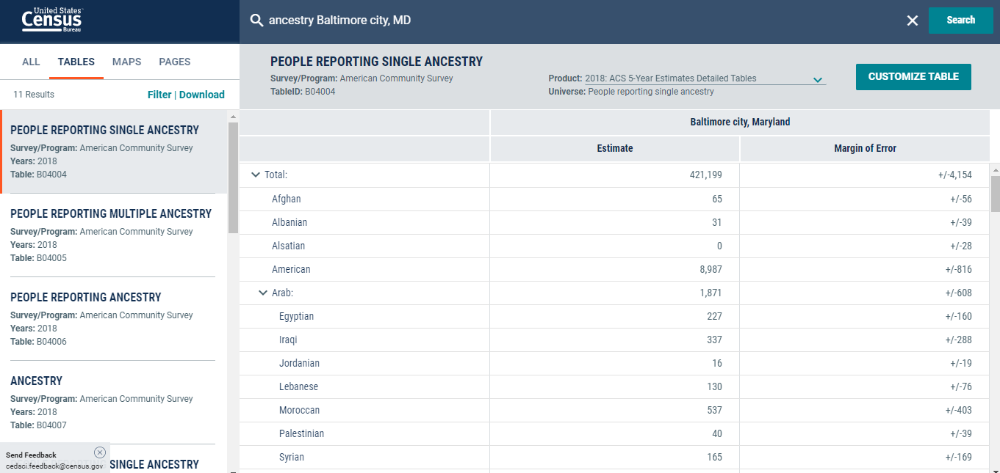 United States®
Census
Bureau
ancestry Baltimore city, MD
Search
ALL TABLES MAPS PAGES
11 Results
Filter | Download
PEOPLE REPORTING SINGLE ANCESTRY
Survey/Program: American Community Survey
Years: 2018
Table: B04004
PEOPLE REPORTING MULTIPLE ANCESTRY
Survey/Program: American Community Survey
Years: 2018
Table: B04005
PEOPLE REPORTING ANCESTRY
Survey/Program: American Community Survey
Years: 2018
Table: B04006
ANCESTRY
Survey/Program: American Community Survey
Years: 2018
Table: B04007
SINGLE ANCESTRY
Send Feedback
cedsci.feedback@census.gov
PEOPLE REPORTING SINGLE ANCESTRY
Survey/Program: American Community Survey
TableID: B04004
Product: 2018: ACS 5-Year Estimates Detailed Tables
Universe: People reporting single ancestry
CUSTOMIZE TABLE
Baltimore city, Maryland
Estimate Margin of Error
Total: 421,199 +/-4,154
Afghan 65 +/-56
Albanian 31 +/-39
Alsatian 0 +/-28
American 8,987 +/-816
Arab: 1,871 +/-608
Egyptian 227 +/-160
Iraqi 337 +/-288
Jordanian 16 +/-19
Lebanese 130 +/-76
Moroccan 537 +/-403
Palestinian 40 +/-39
Syrian 165 +/-169